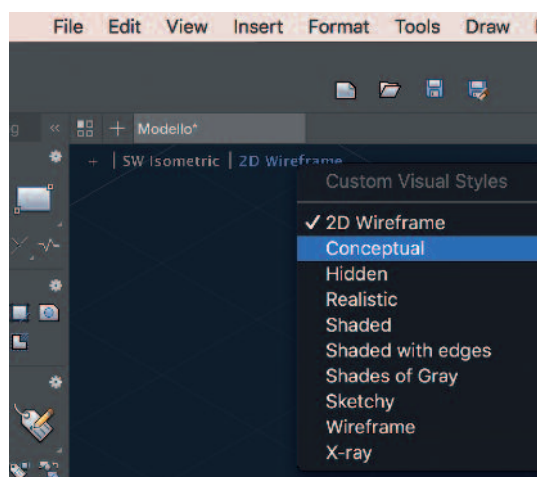 File Edit View Insert Format Tools Draw
g « + Modello*
+ | SW Isometric | 2D Wireframe
Custom Visual Styles
✓ 2D Wireframe
Conceptual
Hidden
Realistic
Shaded
Shaded with edges
Shades of Gray
Sketchy
Wireframe
X-ray